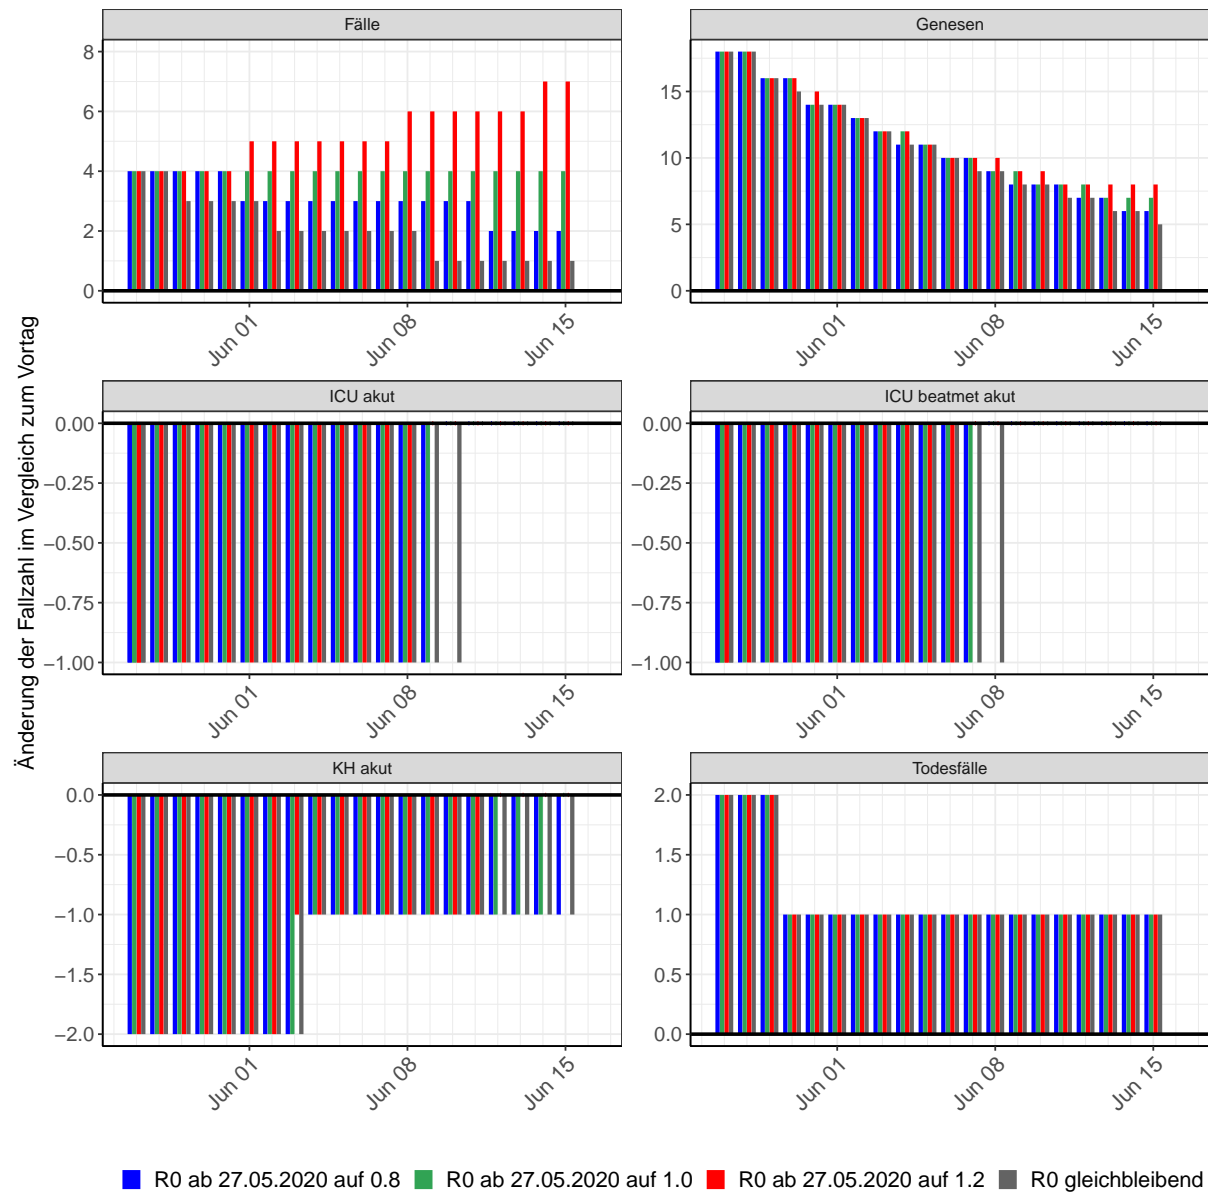 Fälle
Genesen
8
6
4
2
0
15
10
5
0
Jun 01
Jun 08
Jun 15
Jun 01
Jun 08
Jun 15
Änderung der Fallzahl im Vergleich zum Vortag
ICU akut
ICU beatmet akut
0.00
−0.25
−0.50
−0.75
−1.00
0.00
−0.25
−0.50
−0.75
−1.00
Jun 01
Jun 08
Jun 15
Jun 01
Jun 08
Jun 15
KH akut
Todesfälle
0.0
−0.5
−1.0
−1.5
−2.0
2.0
1.5
1.0
0.5
0.0
Jun 01
Jun 08
Jun 15
Jun 01
Jun 08
Jun 15
R0 ab 27.05.2020 auf 0.8
R0 ab 27.05.2020 auf 1.0
R0 ab 27.05.2020 auf 1.2
R0 gleichbleibend